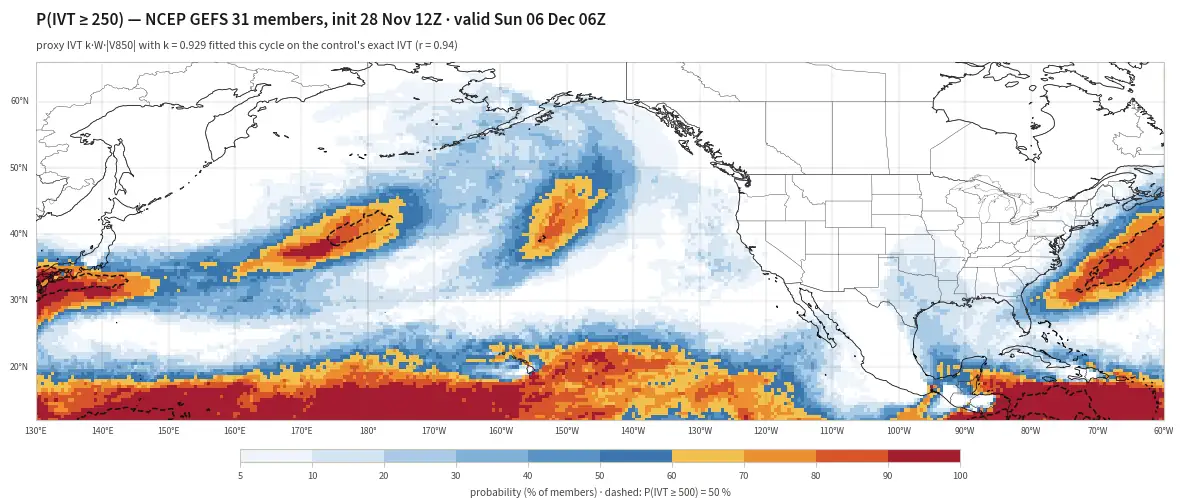 P(IVT ≥ 250) — NCEP GEFS 31 members, init 28 Nov 12Z · valid Sun 06 Dec 06Z
proxy IVT k·W·|V850| with k = 0.929 fitted this cycle on the control's exact IVT (r = 0.94)
60°N
50°N
40°N
30°N
20°N
130°E 140°E 150°E 160°E 170°E 180° 170°W 160°W 150°W 140°W 130°W 120°W 110°W 100°W 90°W 80°W 70°W 60°W
5 10 20 30 40 50 60 70 80 90 100
probability (% of members) · dashed: P(IVT ≥ 500) = 50 %